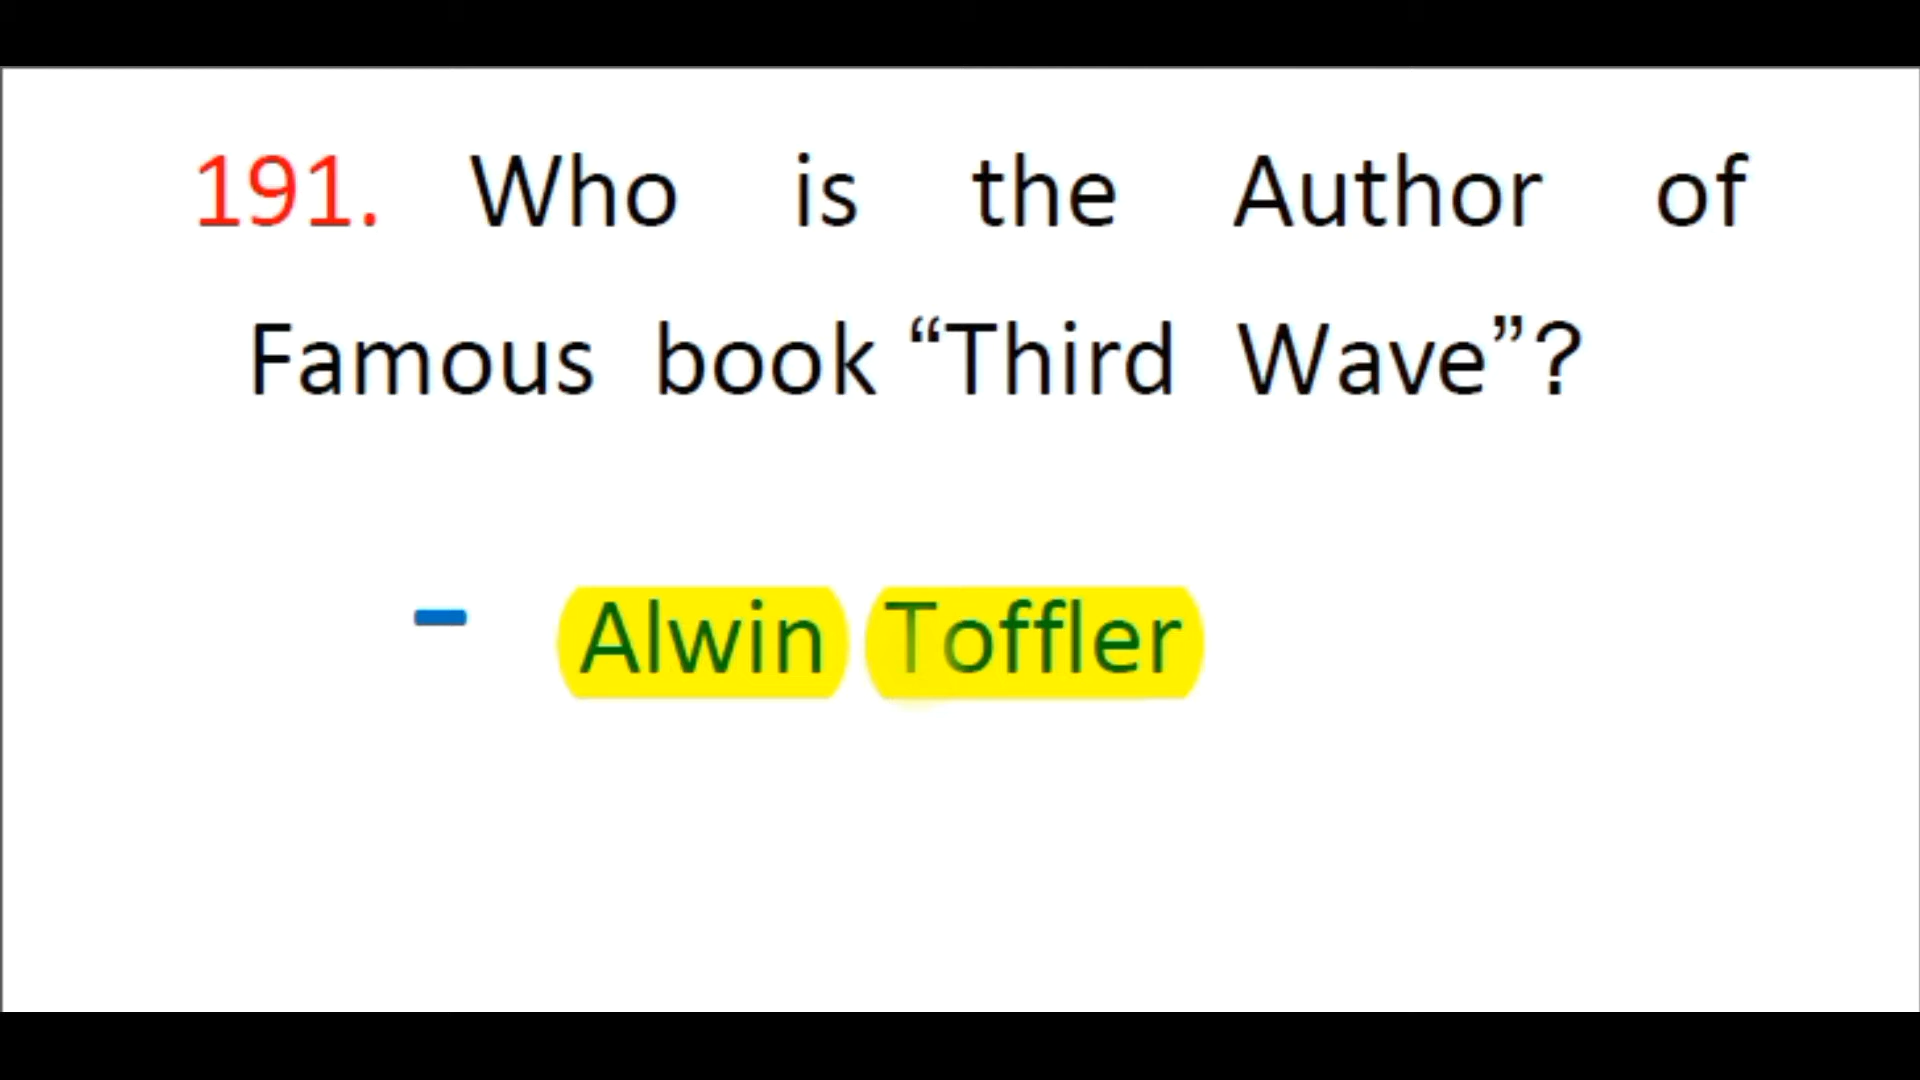 191. Who is the Author of
Famous book “Third Wave”?
- Alwin Toffler